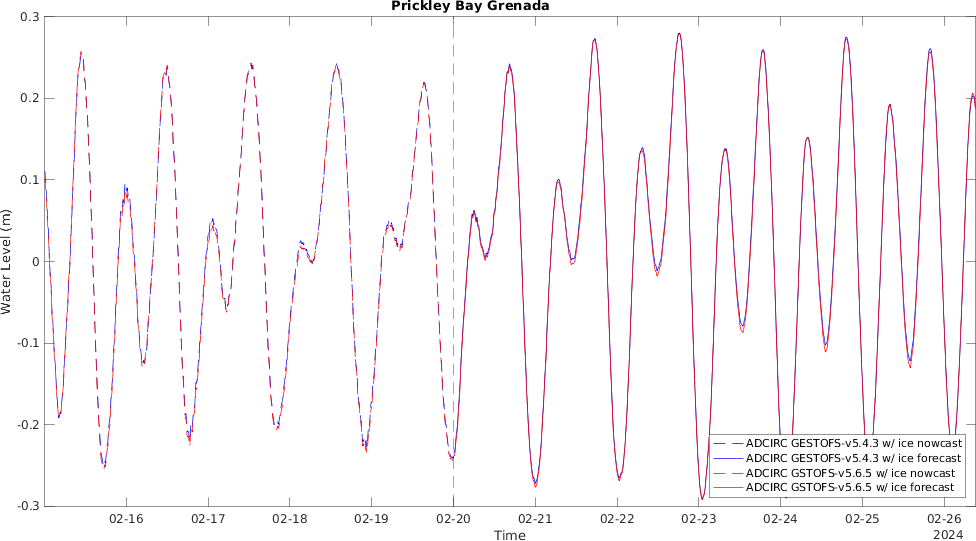 Prickley Bay Grenada
0.3
0.2
0.1
0
-0.1
-0.2
-0.3
Water Level (m)
ADCIRC GESTOFS-v5.4.3 w/ ice nowcast
ADCIRC GESTOFS-v5.4.3 w/ ice forecast
ADCIRC GSTOFS-v5.6.5 w/ ice nowcast
ADCIRC GSTOFS-v5.6.5 w/ ice forecast
02-16 02-17 02-18 02-19 02-20 02-21 02-22 02-23 02-24 02-25 02-26
Time 2024